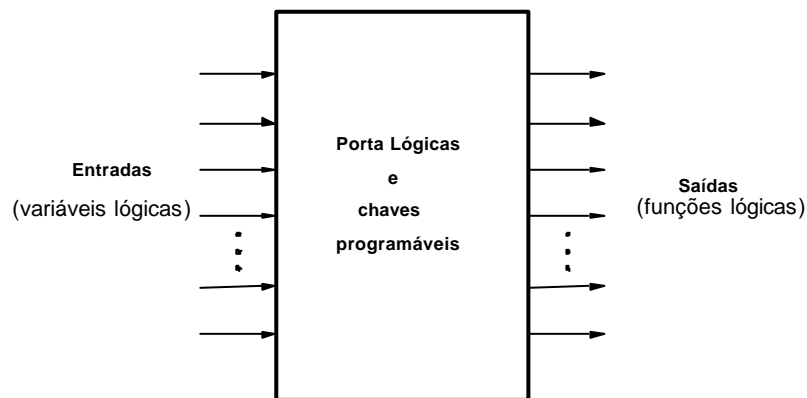 Entradas
(variáveis lógicas)
Porta Lógicas
e
chaves
programáveis
Saídas
(funções lógicas)